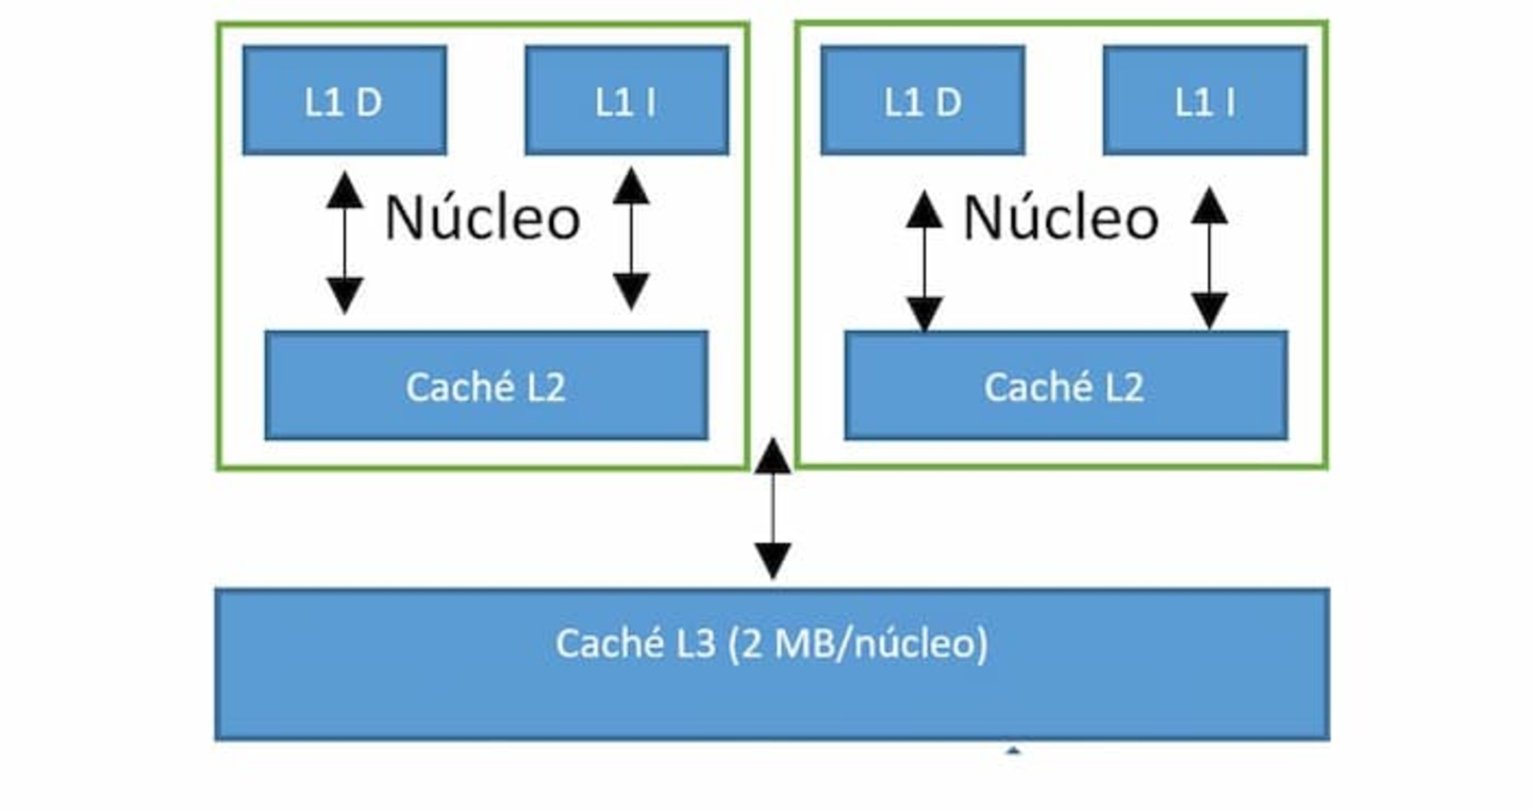 L1 D
L1 I
L1 D
L1 I
Núcleo
Núcleo
Caché L2
Caché L2
Caché L3 (2 MB/núcleo)